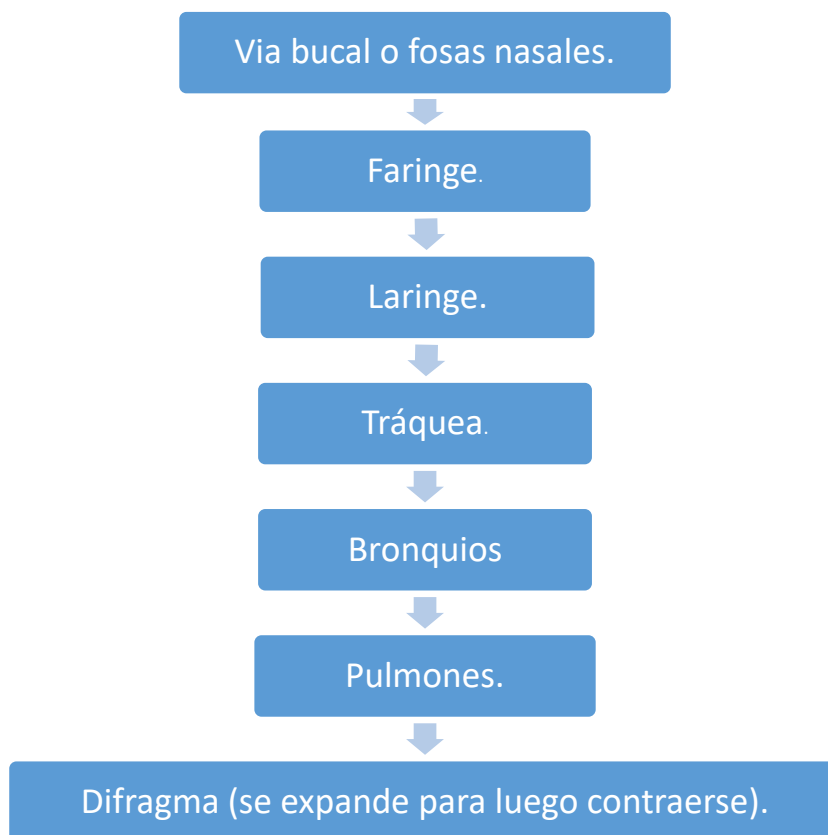 Via bucal o fosas nasales.
Faringe.
Laringe.
Tráquea.
Bronquios
Pulmones.
Difragma (se expande para luego contraerse).